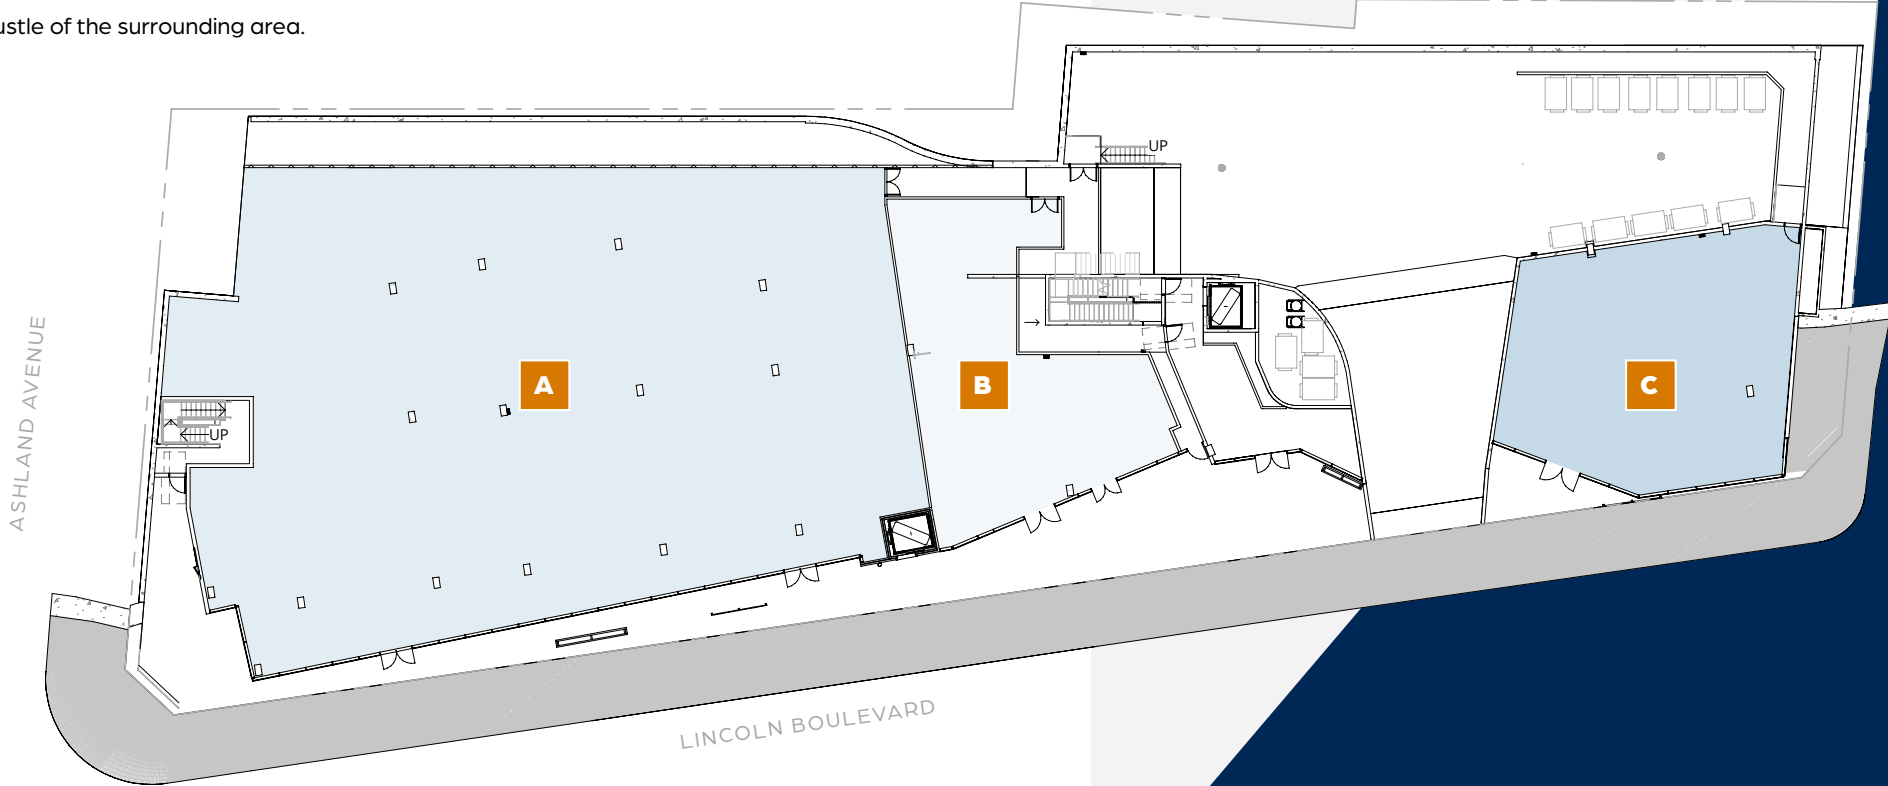 ustle of the surrounding area.
UP
A
B
C
UP
ASHLAND AVENUE
LINCOLN BOULEVARD